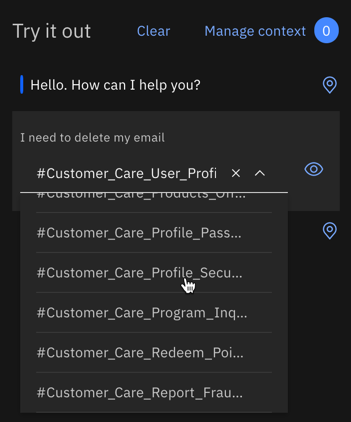 Try it out
Clear
Manage context
0
Hello. How can I help you?
I need to delete my email
#Customer_Care_User_Profi
#Customer_Care_Products_On...
#Customer_Care_Profile_Pass...
#Customer_Care_Profile_Secu...
#Customer_Care_Program_Inq...
#Customer_Care_Redeem_Poi...
#Customer_Care_Report_Frau...